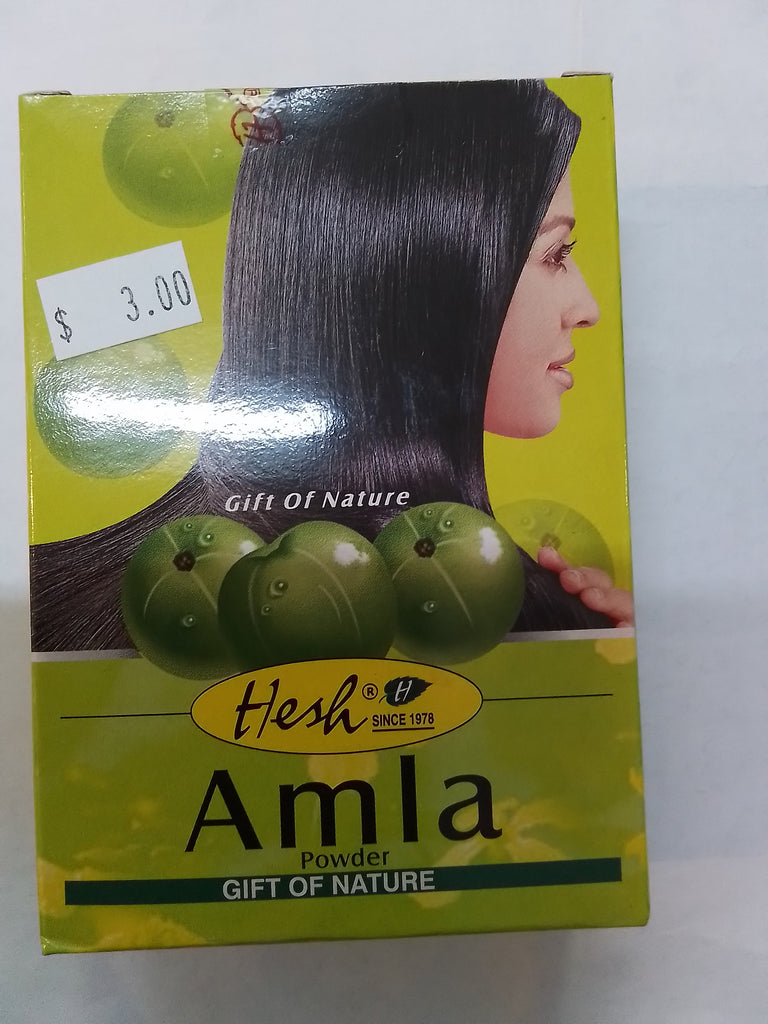 $ 3.00
Gift Of Nature
Hesh® H
SINCE 1978
Amla
Powder
GIFT OF NATURE